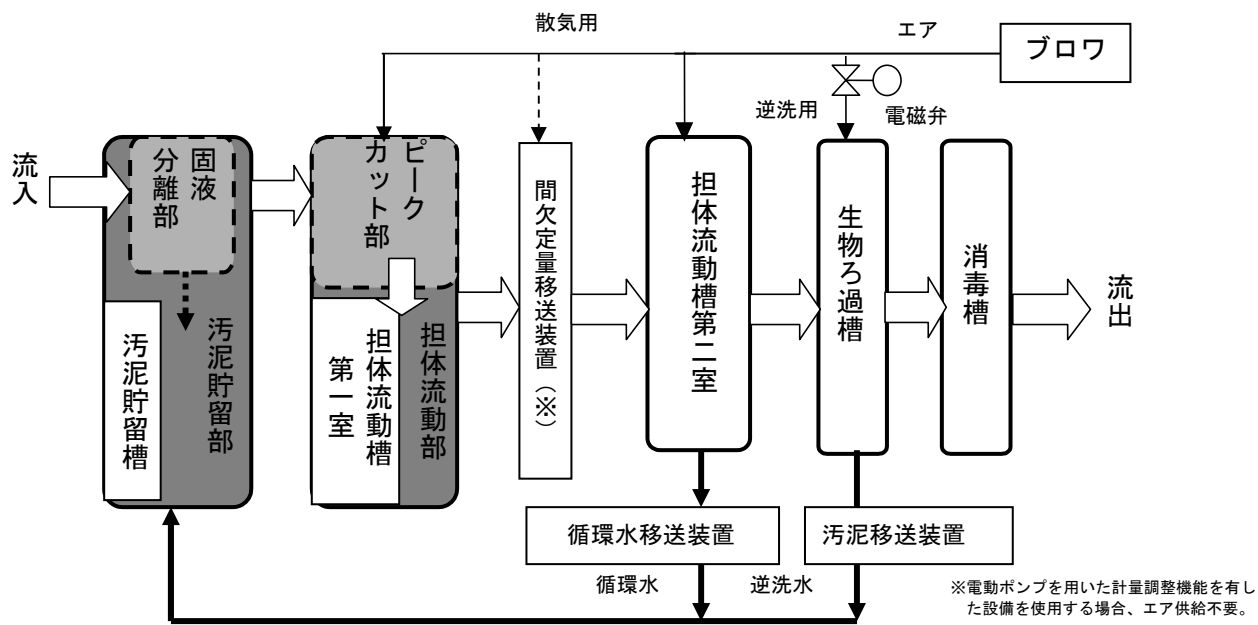 散気用
エア
ブロワ
逆洗用
電磁弁
流入
固液
分離部
汚泥貯留槽
汚泥貯留部
ピーク
カット部
担体流動槽
第一室
担体流動部
間欠定量移送装置(※)
担体流動槽第二室
生物ろ過槽
消毒槽
流出
循環水移送装置
汚泥移送装置
循環水
逆洗水
※電動ポンプを用いた計量調整機能を有し
た設備を使用する場合、エア供給不要。